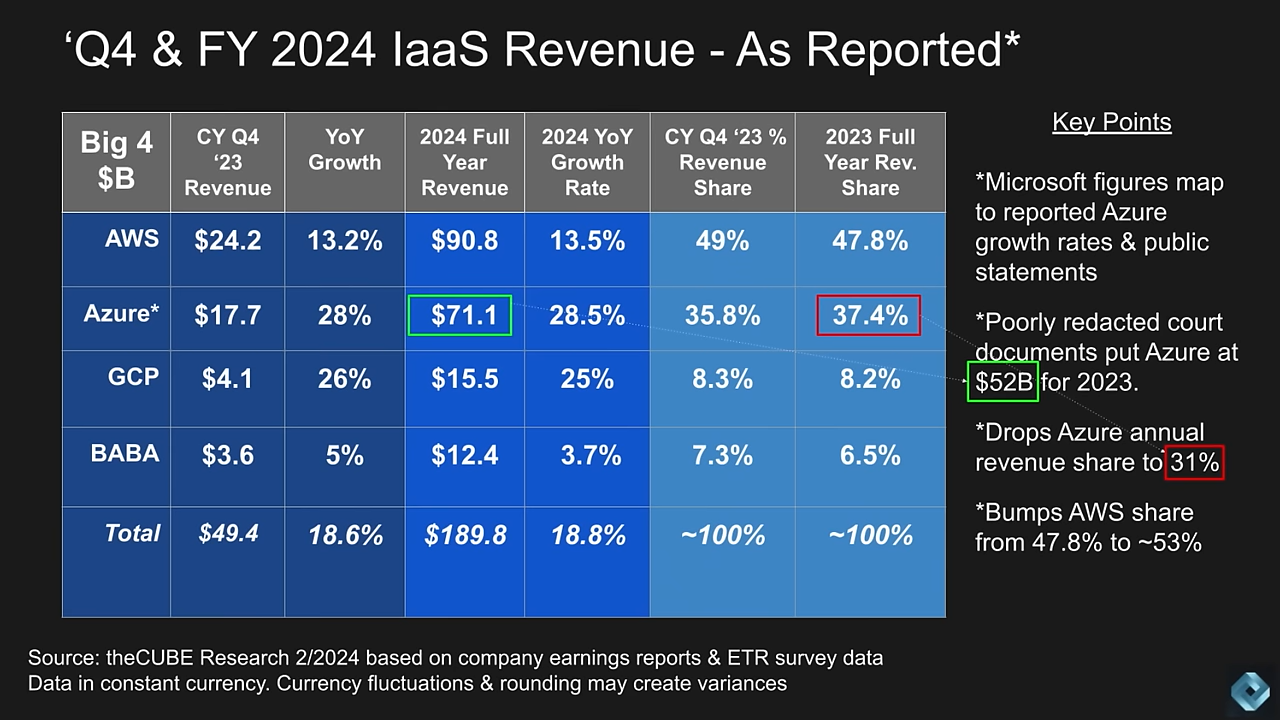 ‘Q4 & FY 2024 IaaS Revenue - As Reported*
Big 4 $B
CY Q4 ‘23 Revenue
YoY Growth
2024 Full Year Revenue
2024 YoY Growth Rate
CY Q4 ‘23 % Revenue Share
2023 Full Year Rev. Share
AWS $24.2 13.2% $90.8 13.5% 49% 47.8%
Azure* $17.7 28% $71.1 28.5% 35.8% 37.4%
GCP $4.1 26% $15.5 25% 8.3% 8.2%
BABA $3.6 5% $12.4 3.7% 7.3% 6.5%
Total $49.4 18.6% $189.8 18.8% ~100% ~100%
Key Points
*Microsoft figures map
to reported Azure
growth rates & public
statements
*Poorly redacted court
documents put Azure at
$52B for 2023.
*Drops Azure annual
revenue share to 31%
*Bumps AWS share
from 47.8% to ~53%
Source: theCUBE Research 2/2024 based on company earnings reports & ETR survey data
Data in constant currency. Currency fluctuations & rounding may create variances